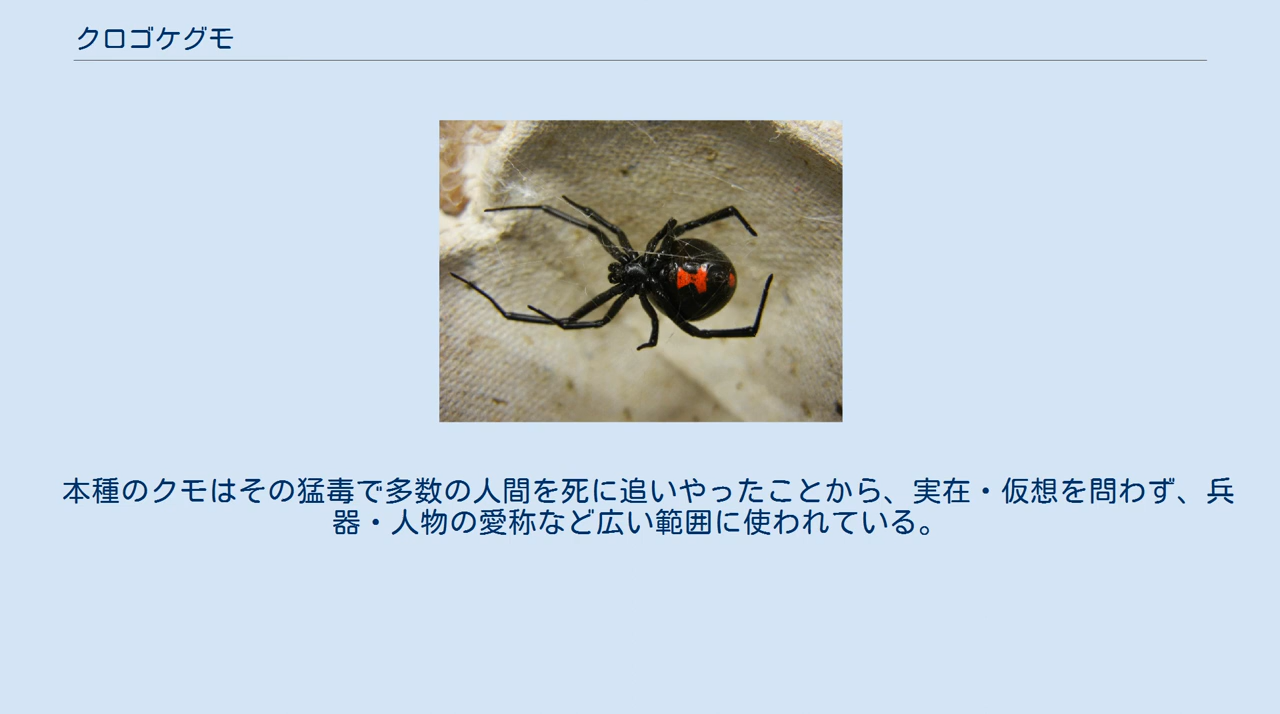 クロゴケグモ
本種のクモはその猛毒で多数の人間を死に追いやったことから、実在・仮想を問わず、兵
器・人物の愛称など広い範囲に使われている。